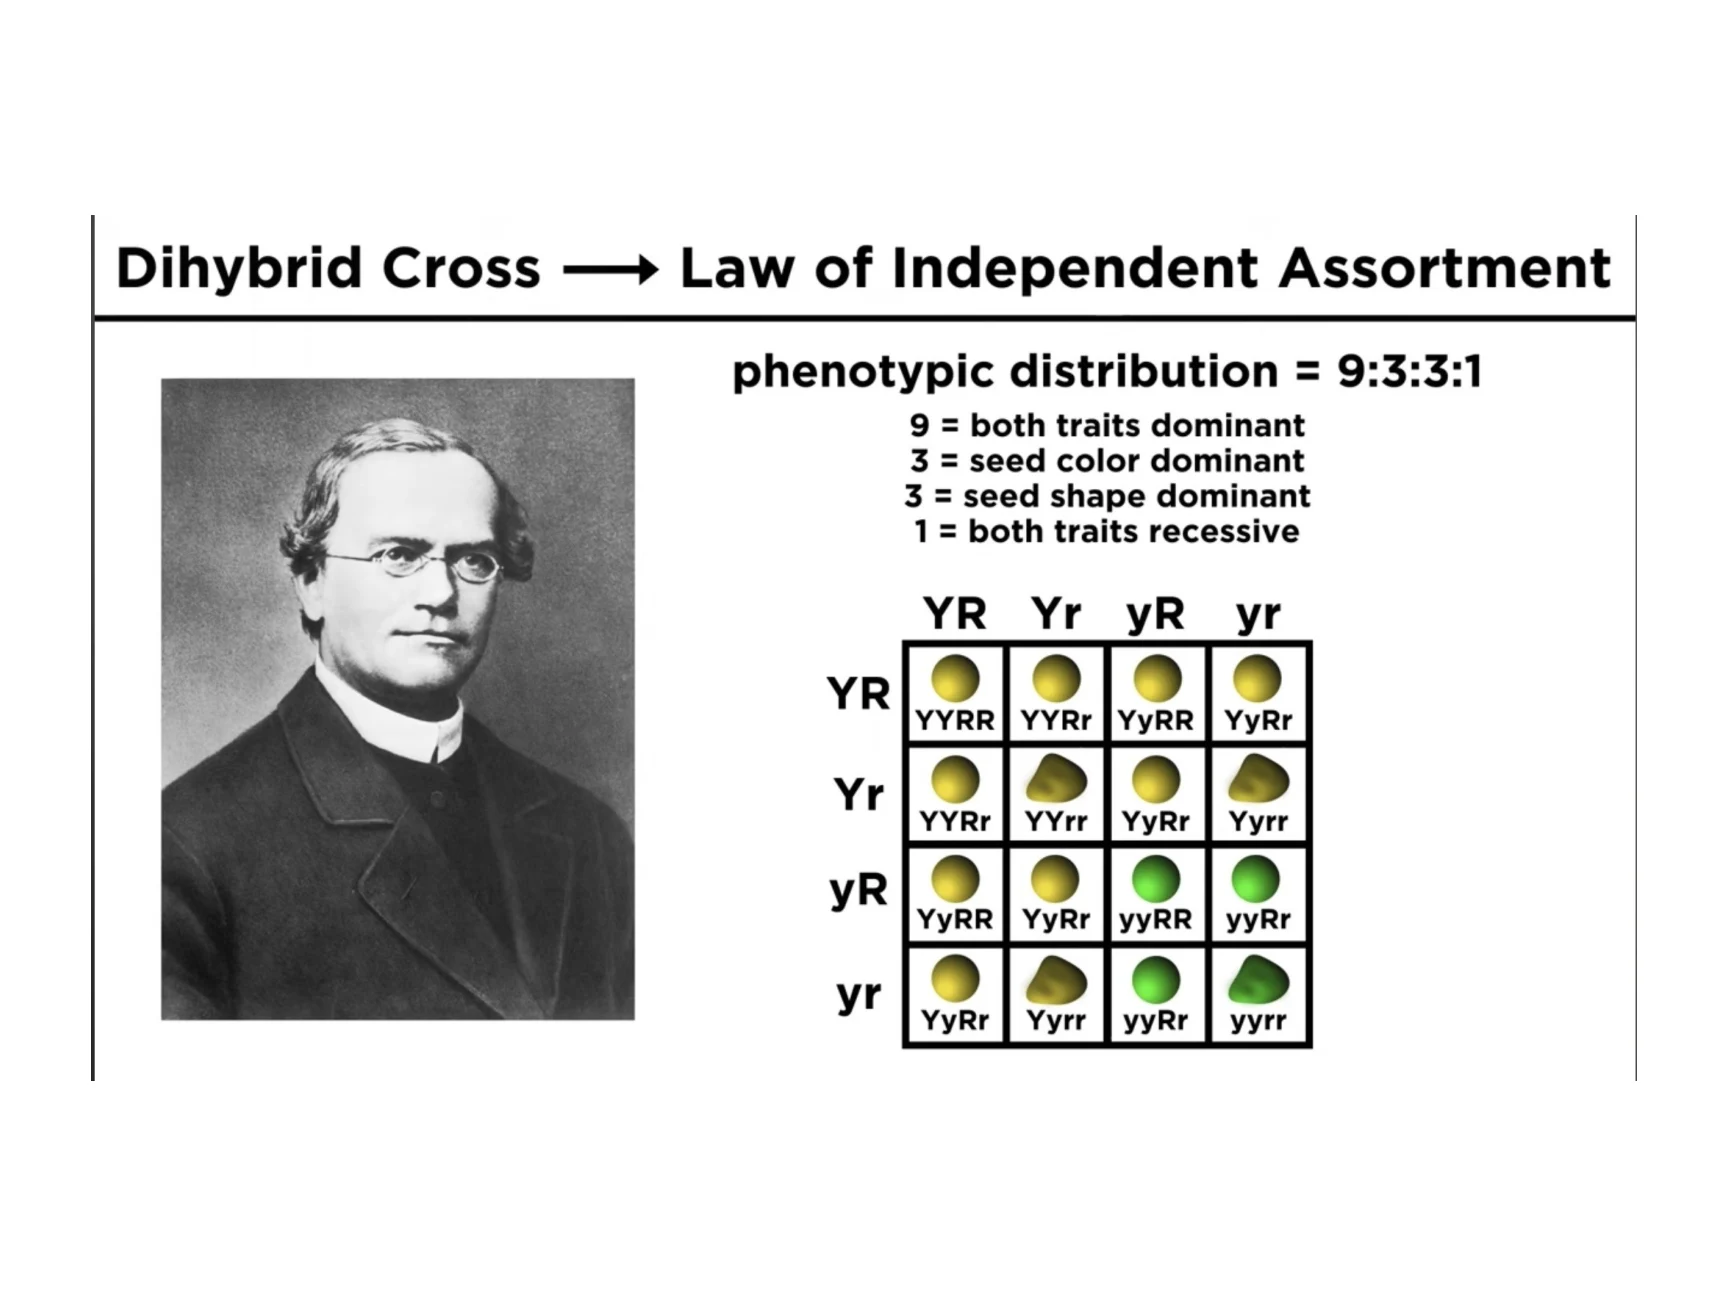 Dihybrid Cross → Law of Independent Assortment
phenotypic distribution = 9:3:3:1
9 = both traits dominant
3 = seed color dominant
3 = seed shape dominant
1 = both traits recessive
YR Yr yR yr
YR YYRR YYRr YyRR YyRr
Yr YYRr YYrr YyRr Yyrr
yR YyRR YyRr yyRR yyRr
yr YyRr Yyrr yyRr yyrr